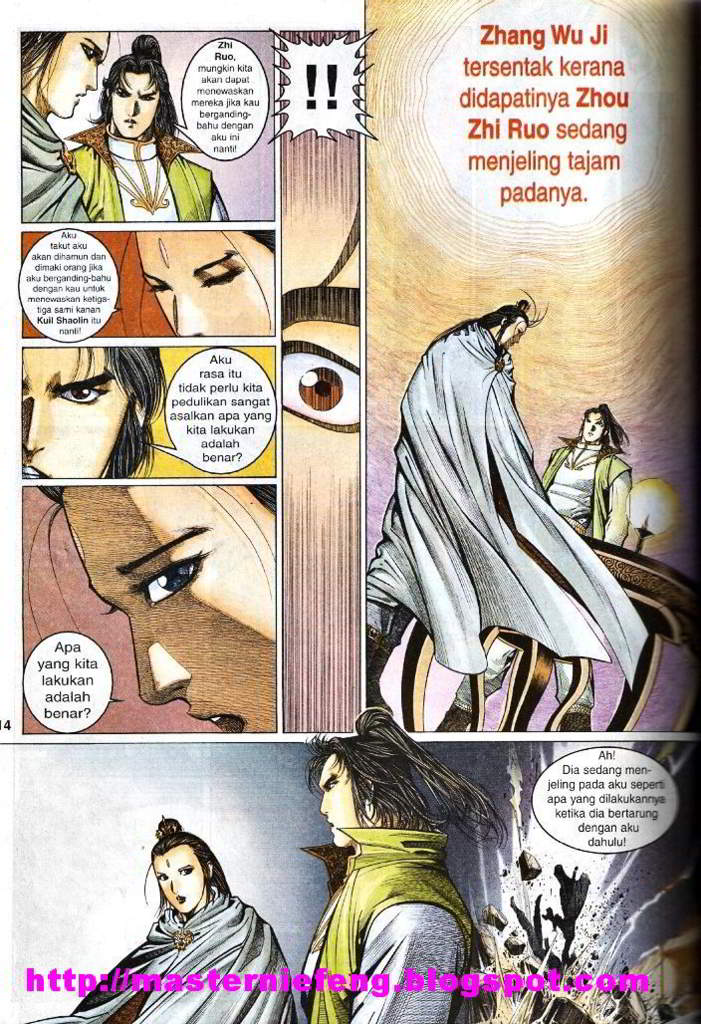 Zhi
Ruo,
mungkin kita
akan dapat
menewaskan
mereka jika kau
berganding-
bahu dengan
aku ini
nanti!
!!
Zhang Wu Ji
tersentak kerana
didapatinya Zhou
Zhi Ruo sedang
menjeling tajam
padanya.
Aku
takut aku
akan dihamun dan
dimaki orang jika
aku berganding-bahu
dengan kau untuk
menewaskan ketiga-
tiga sami kanan
Kuil Shaolin itu
nanti!
Aku
rasa itu
tidak perlu kita
pedulikan sangat
asalkan apa yang
kita lakukan
adalah
benar?
Apa
yang kita
lakukan
adalah
benar?
14
Ah!
Dia sedang men-
jeling pada aku seperti
apa yang dilakukannya
ketika dia bertarung
dengan aku
dahulu!
http://masterniefeng.blogspot.com